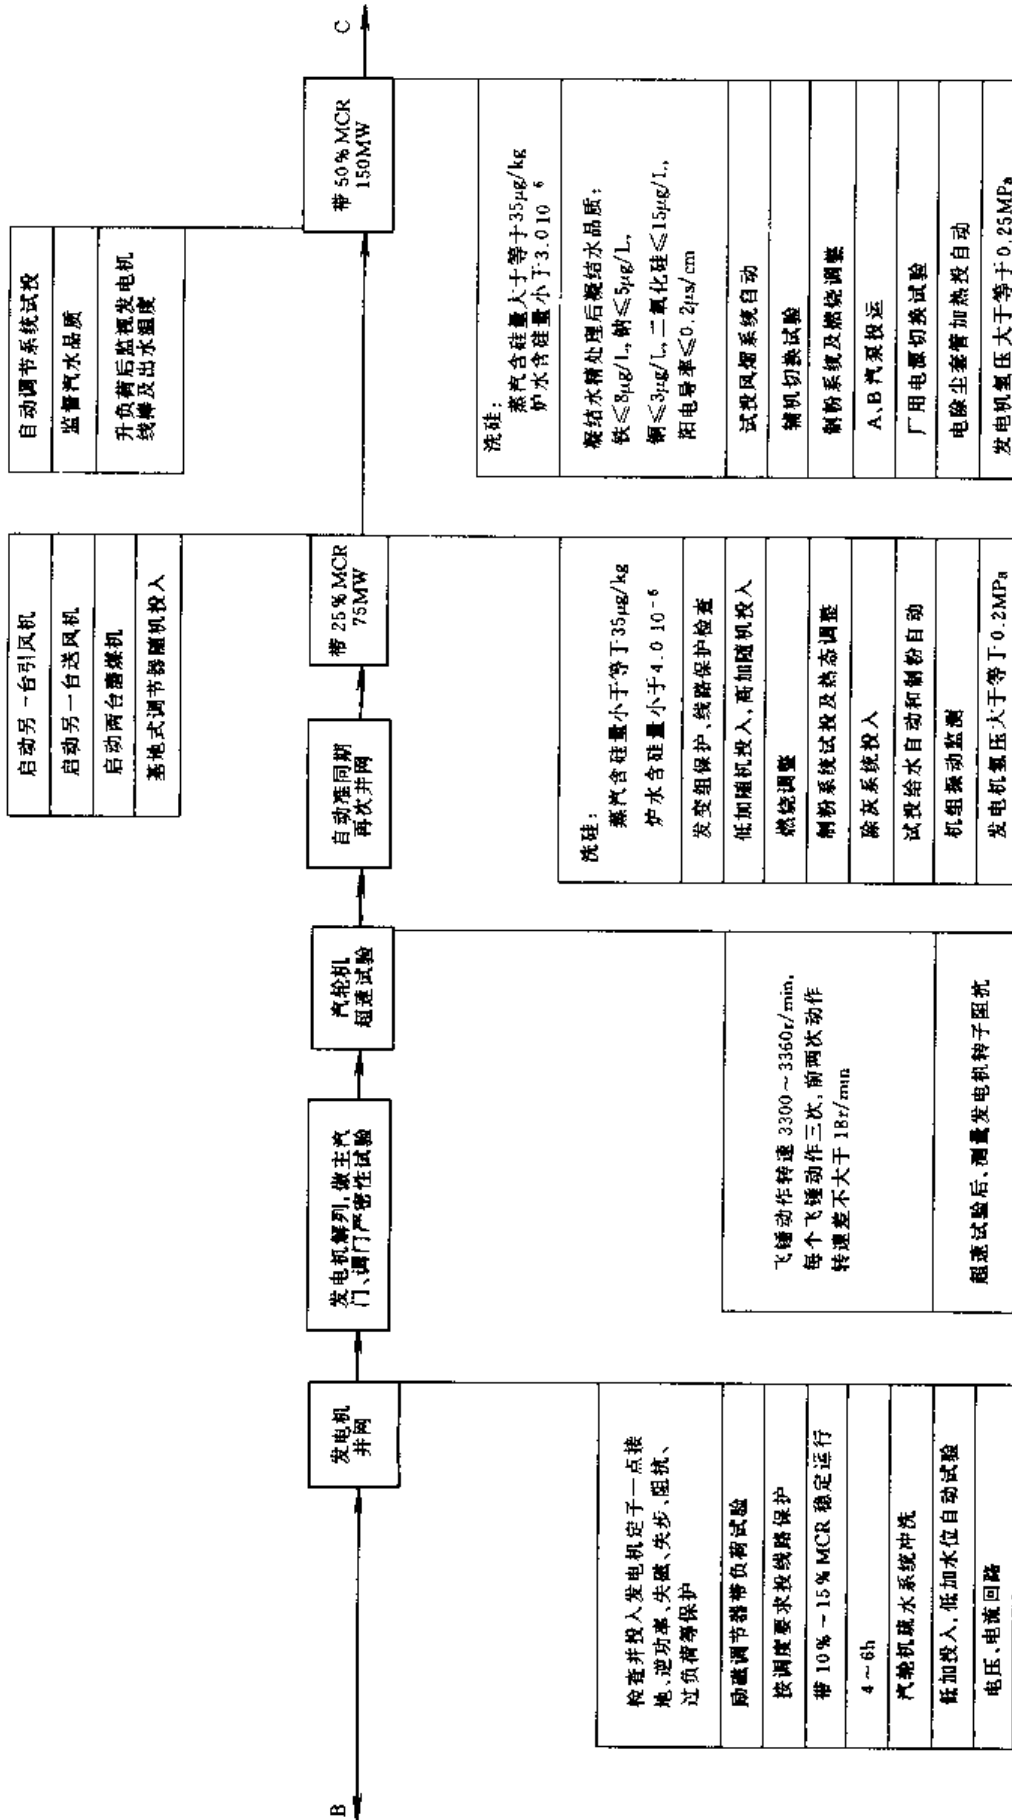 B
发电机
并网
发电机解列,做主汽
门、调门严密性试验
汽轮机
超速试验
自动准同期
再次并网
带 25%MCR
75MW
带 50%MCR
150MW
C
检查并投入发电机定子一点接
地、逆功率、失磁、失步、阻抗、
过负荷等保护
励磁调节器带负荷试验
按调度要求投线路保护
带 10%~15%MCR 稳定运行
4~6h
汽轮机疏水系统冲洗
低加投入,低加水位自动试验
电压、电流回路
飞锤动作转速 3300~3360r/min,
每个飞锤动作三次,前两次动作
转速差不大于 18r/min
超速试验后、测量发电机转子阻抗
启动另一台引风机
启动另一台送风机
启动两台磨煤机
基地式调节器随机投入
洗硅:
蒸汽含硅量小于等于35μg/kg
炉水含硅量小于4.0 10⁻⁶
发变组保护、线路保护检查
低加随机投入,高加随机投入
燃烧调整
制粉系统试投及热态调整
除灰系统投入
试投给水自动和制粉自动
机组振动监测
发电机氢压大于等于0.2MPa
自动调节系统试投
监督汽水品质
升负荷后监视发电机
线棒及出水温度
洗硅:
蒸汽含硅量大于等于35μg/kg
炉水含硅量小于3.0 10⁻⁶
凝结水精处理后凝结水品质:
铁≤8μg/L,钠≤5μg/L,
铜≤3μg/L,二氧化硅≤15μg/L,
阳电导率≤0.2μs/cm
试投风烟系统自动
辅机切换试验
制粉系统及燃烧调整
A、B 汽泵投运
厂用电源切换试验
电除尘套管加热投自动
发电机氢压大于等于0.25MPa